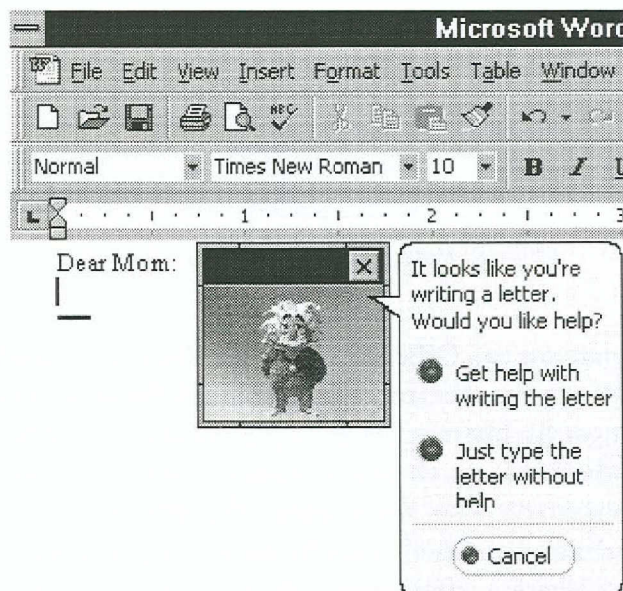 Microsoft Word
File Edit View Insert Format Tools Table Window
ABC
Normal Times New Roman 10 B I U
1 2 3
Dear Mom:
It looks like you're
writing a letter.
Would you like help?
Get help with
writing the letter
Just type the
letter without
help
Cancel